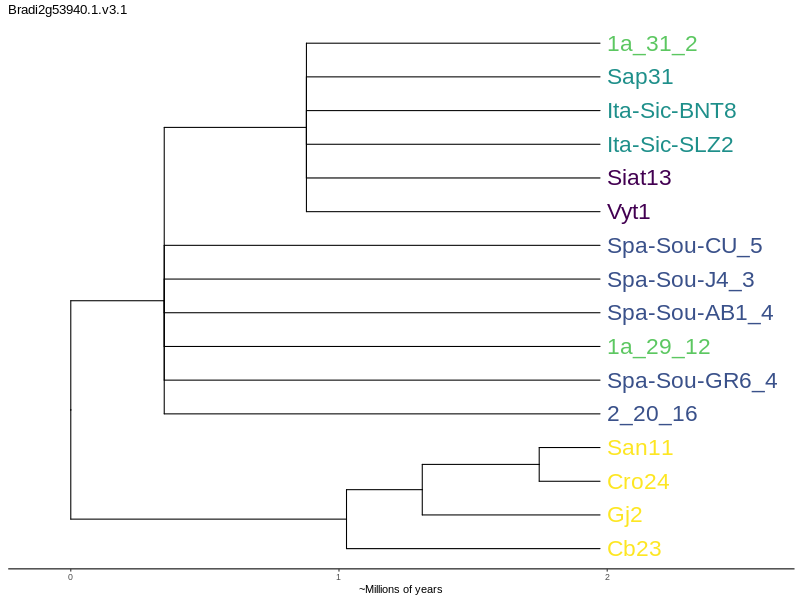 Bradi2g53940.1.v3.1
1a_31_2
Sap31
Ita-Sic-BNT8
Ita-Sic-SLZ2
Siat13
Vyt1
Spa-Sou-CU_5
Spa-Sou-J4_3
Spa-Sou-AB1_4
1a_29_12
Spa-Sou-GR6_4
2_20_16
San11
Cro24
Gj2
Cb23
0 1 2
~Millions of years